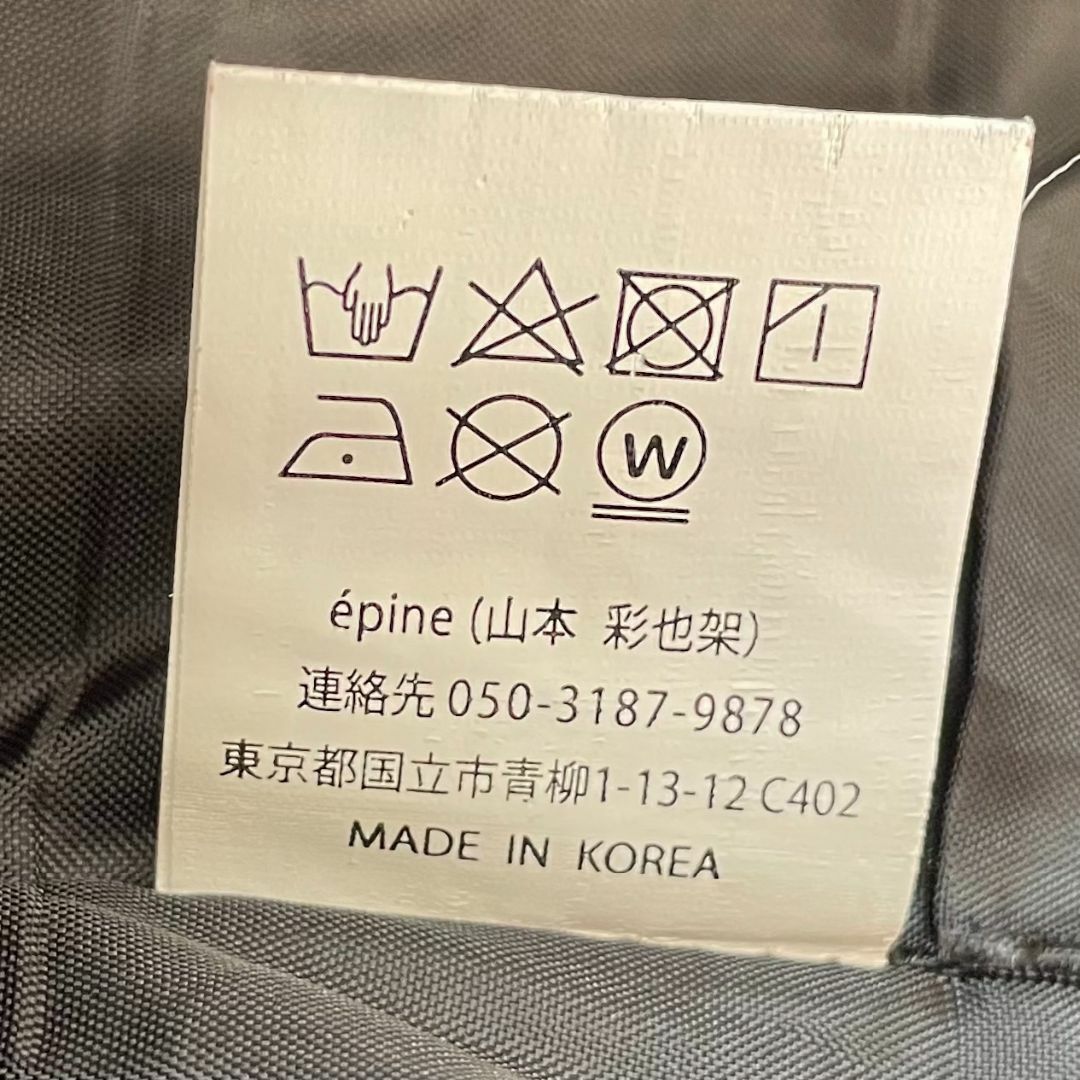 W
épine (山本 彩也架)
連絡先 050-3187-9878
東京都国立市青柳1-13-12 C402
MADE IN KOREA